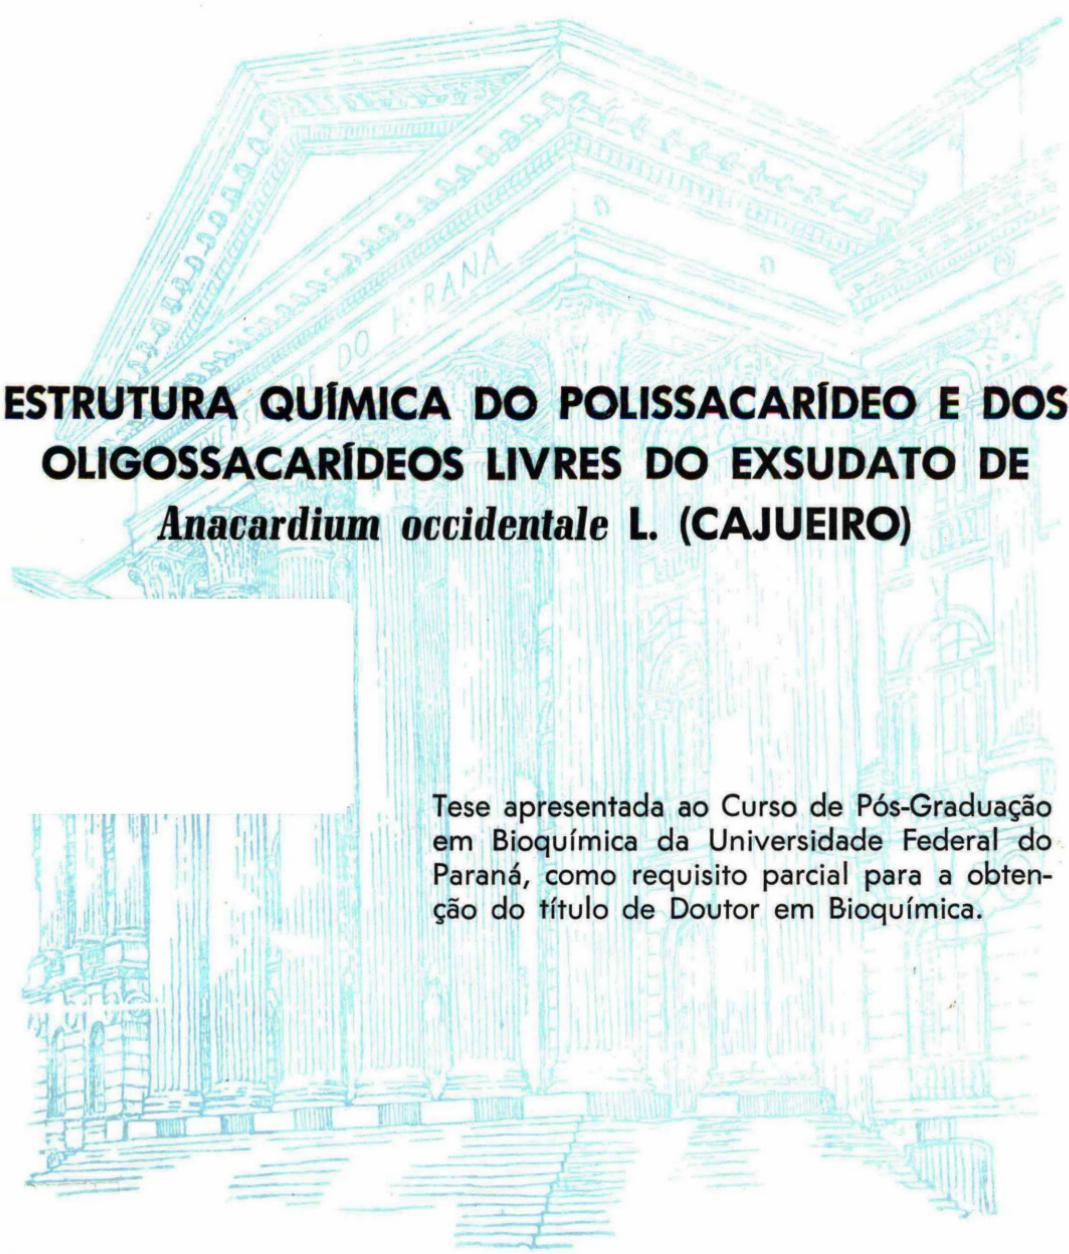 DO PARANÁ
ESTRUTURA QUÍMICA DO POLISSACARÍDEO E DOS
OLIGOSSACARÍDEOS LIVRES DO EXSUDATO DE
Anacardium occidentale L. (CAJUEIRO)
Tese apresentada ao Curso de Pós-Graduação
em Bioquímica da Universidade Federal do
Paraná, como requisito parcial para a obten-
ção do título de Doutor em Bioquímica.